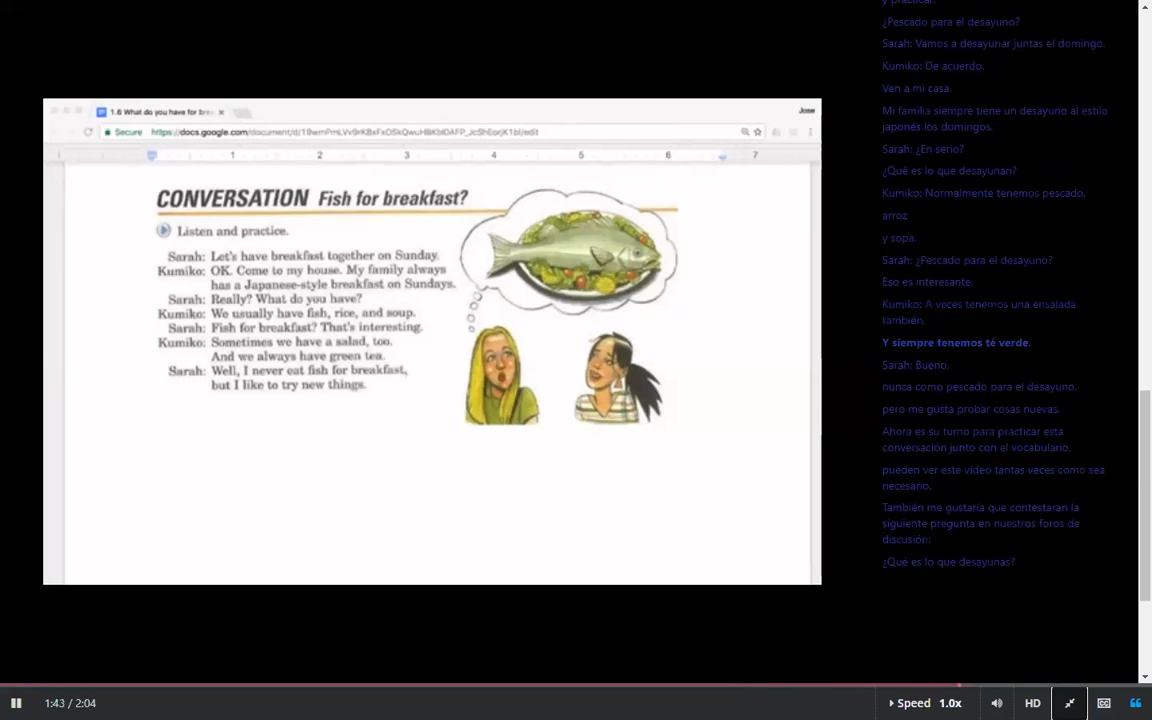 1.6 What do you have for bre
Jose
Secure
1
2
3
4
5
6
7
CONVERSATION Fish for breakfast?
Listen and practice.
Sarah: Let's have breakfast together on Sunday.
Kumiko: OK. Come to my house. My family always
has a Japanese-style breakfast on Sundays.
Sarah: Really? What do you have?
Kumiko: We usually have fish, rice, and soup.
Sarah: Fish for breakfast? That's interesting.
Kumiko: Sometimes we have a salad, too.
And we always have green tea.
Sarah: Well, I never eat fish for breakfast,
but I like to try new things.
y practicar.
¿Pescado para el desayuno?
Sarah: Vamos a desayunar juntas el domingo.
Kumiko: De acuerdo.
Ven a mi casa.
Mi familia siempre tiene un desayuno al estilo
japonés los domingos.
Sarah: ¿En serio?
¿Qué es lo que desayunan?
Kumiko: Normalmente tenemos pescado,
arroz
y sopa.
Sarah: ¿Pescado para el desayuno?
Eso es interesante.
Kumiko: A veces tenemos una ensalada
también,
Y siempre tenemos té verde.
Sarah: Bueno,
nunca como pescado para el desayuno,
pero me gusta probar cosas nuevas.
Ahora es su turno para practicar esta
conversación junto con el vocabulario.
pueden ver este vídeo tantas veces como sea
necesario.
También me gustaría que contestaran la
siguiente pregunta en nuestros foros de
discusión:
¿Qué es lo que desayunas?
1:43 / 2:04
Speed 1.0x
HD